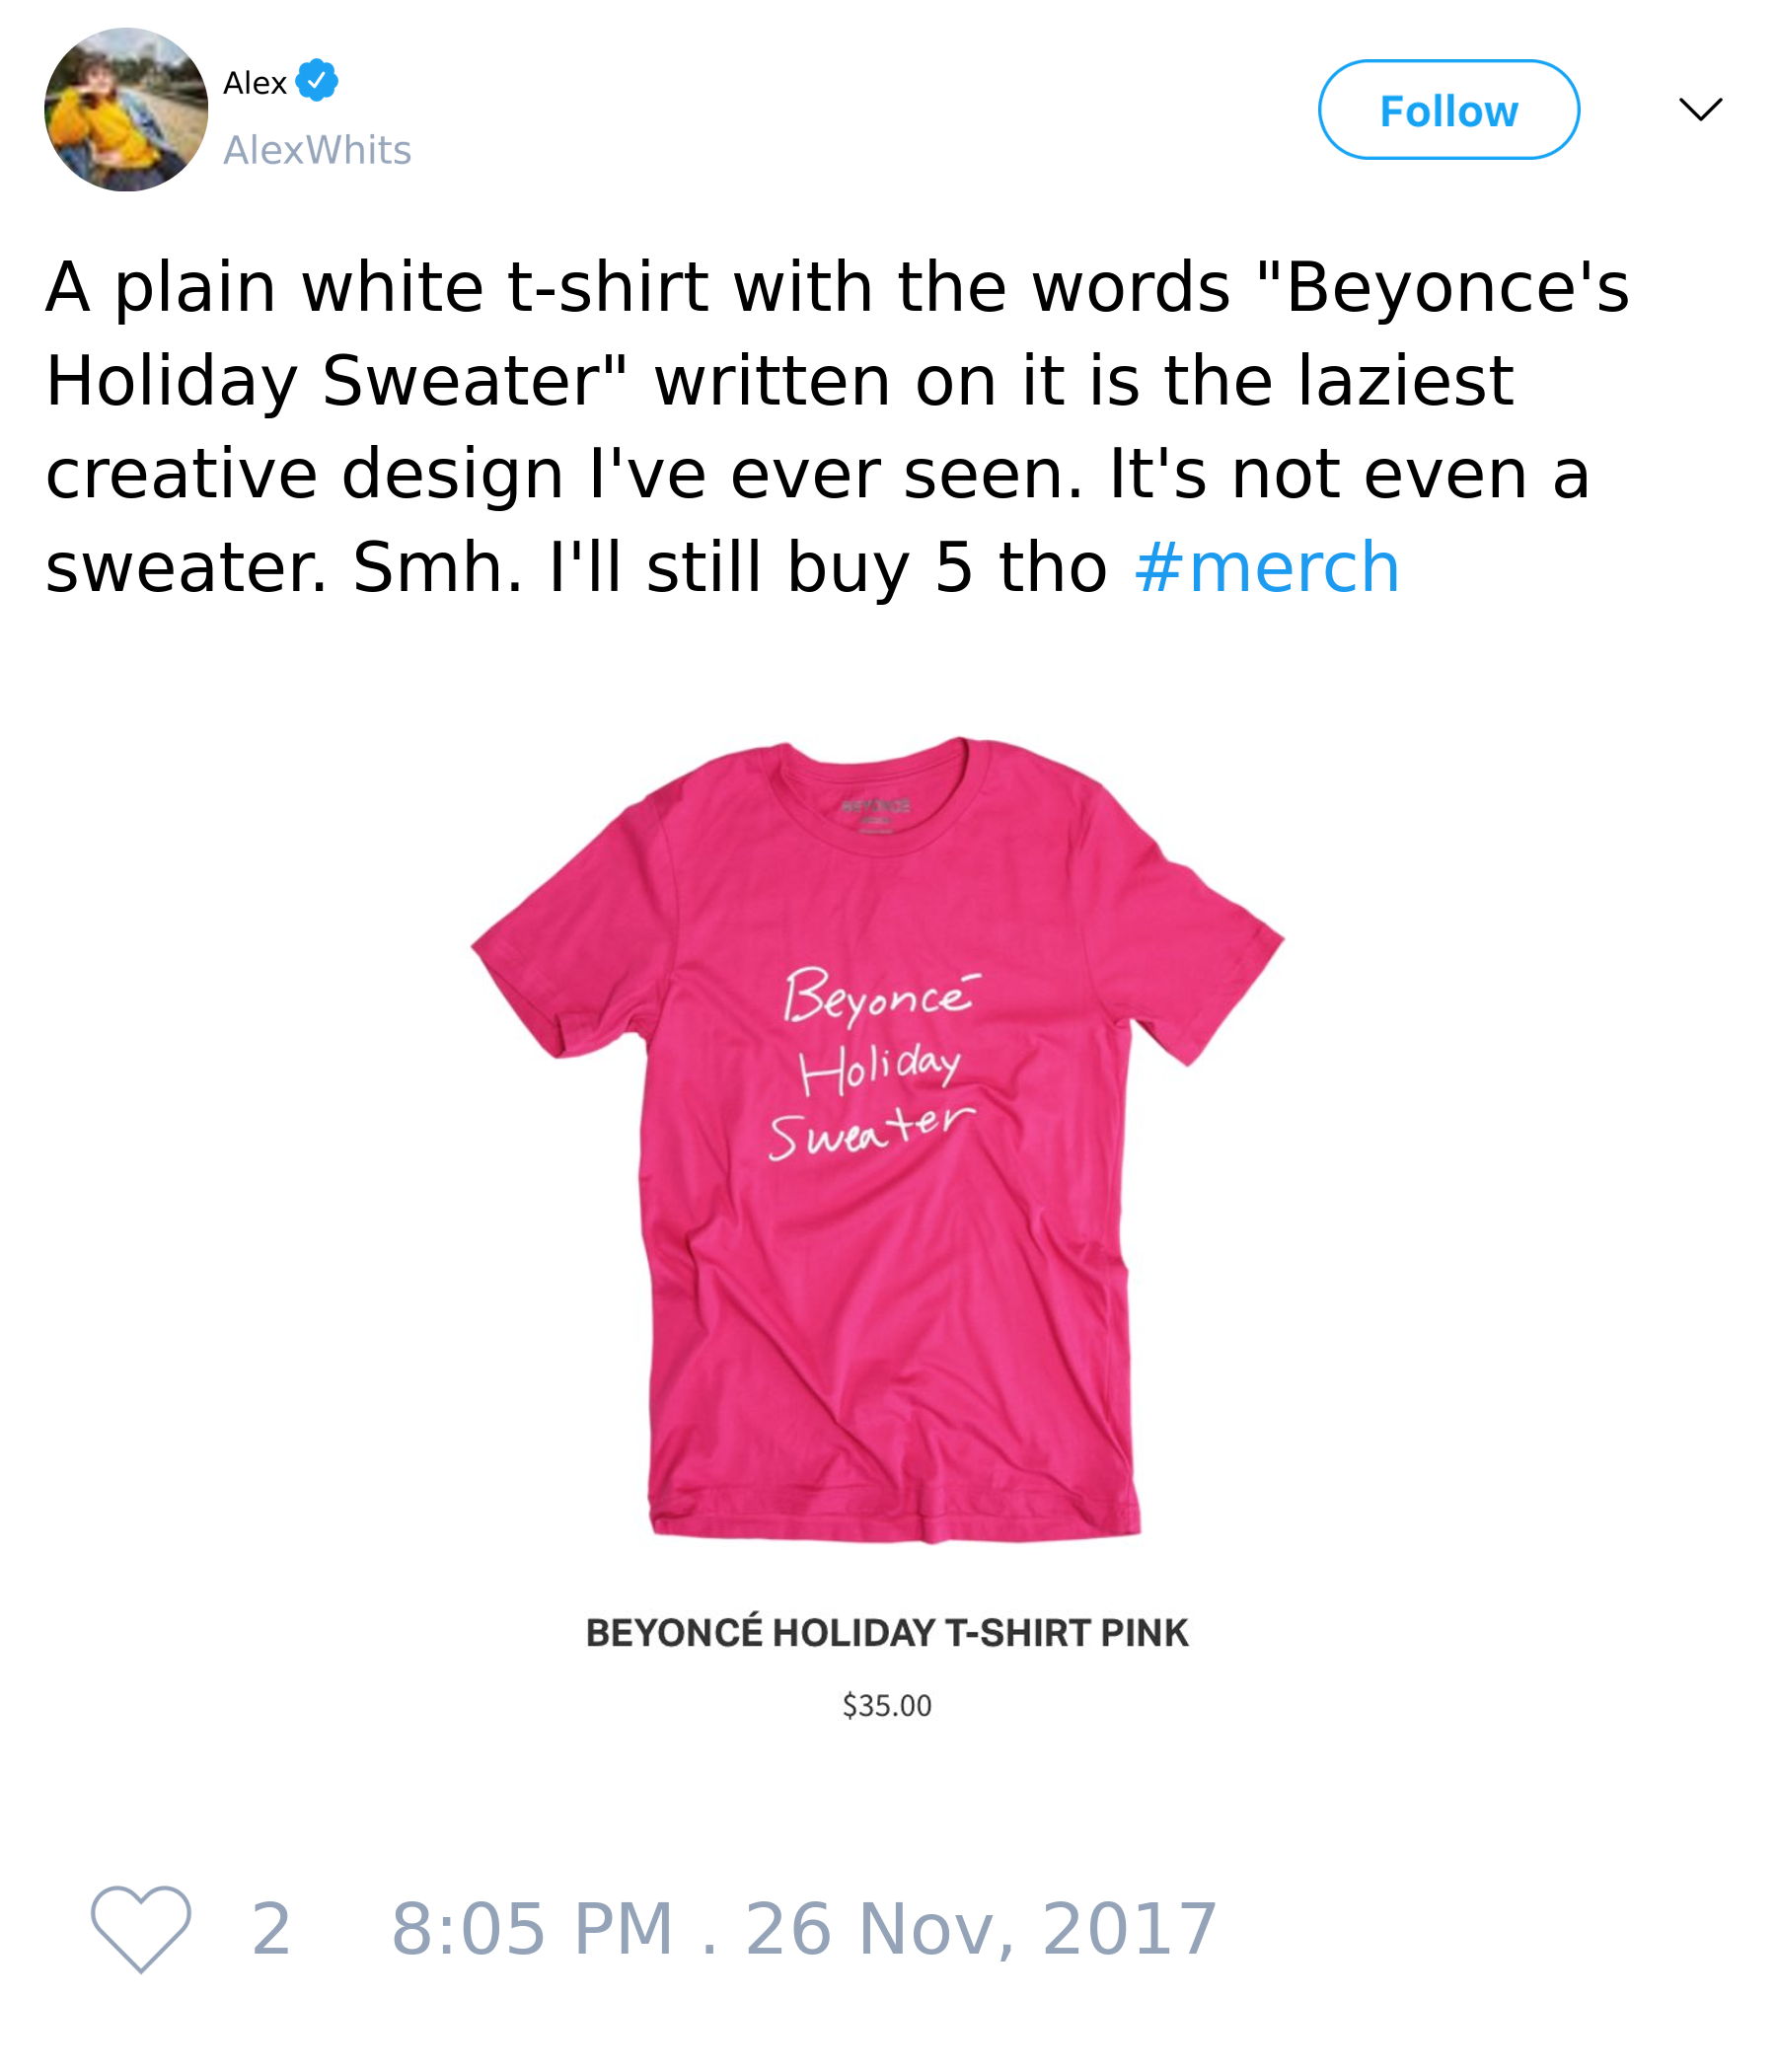 Alex
AlexWhits
Follow
A plain white t-shirt with the words "Beyonce's
Holiday Sweater" written on it is the laziest
creative design I've ever seen. It's not even a
sweater. Smh. I'll still buy 5 tho #merch
BEYONCÉ
Beyoncé
Holiday
Sweater
BEYONCÉ HOLIDAY T-SHIRT PINK
$35.00
2 8:05 PM . 26 Nov, 2017